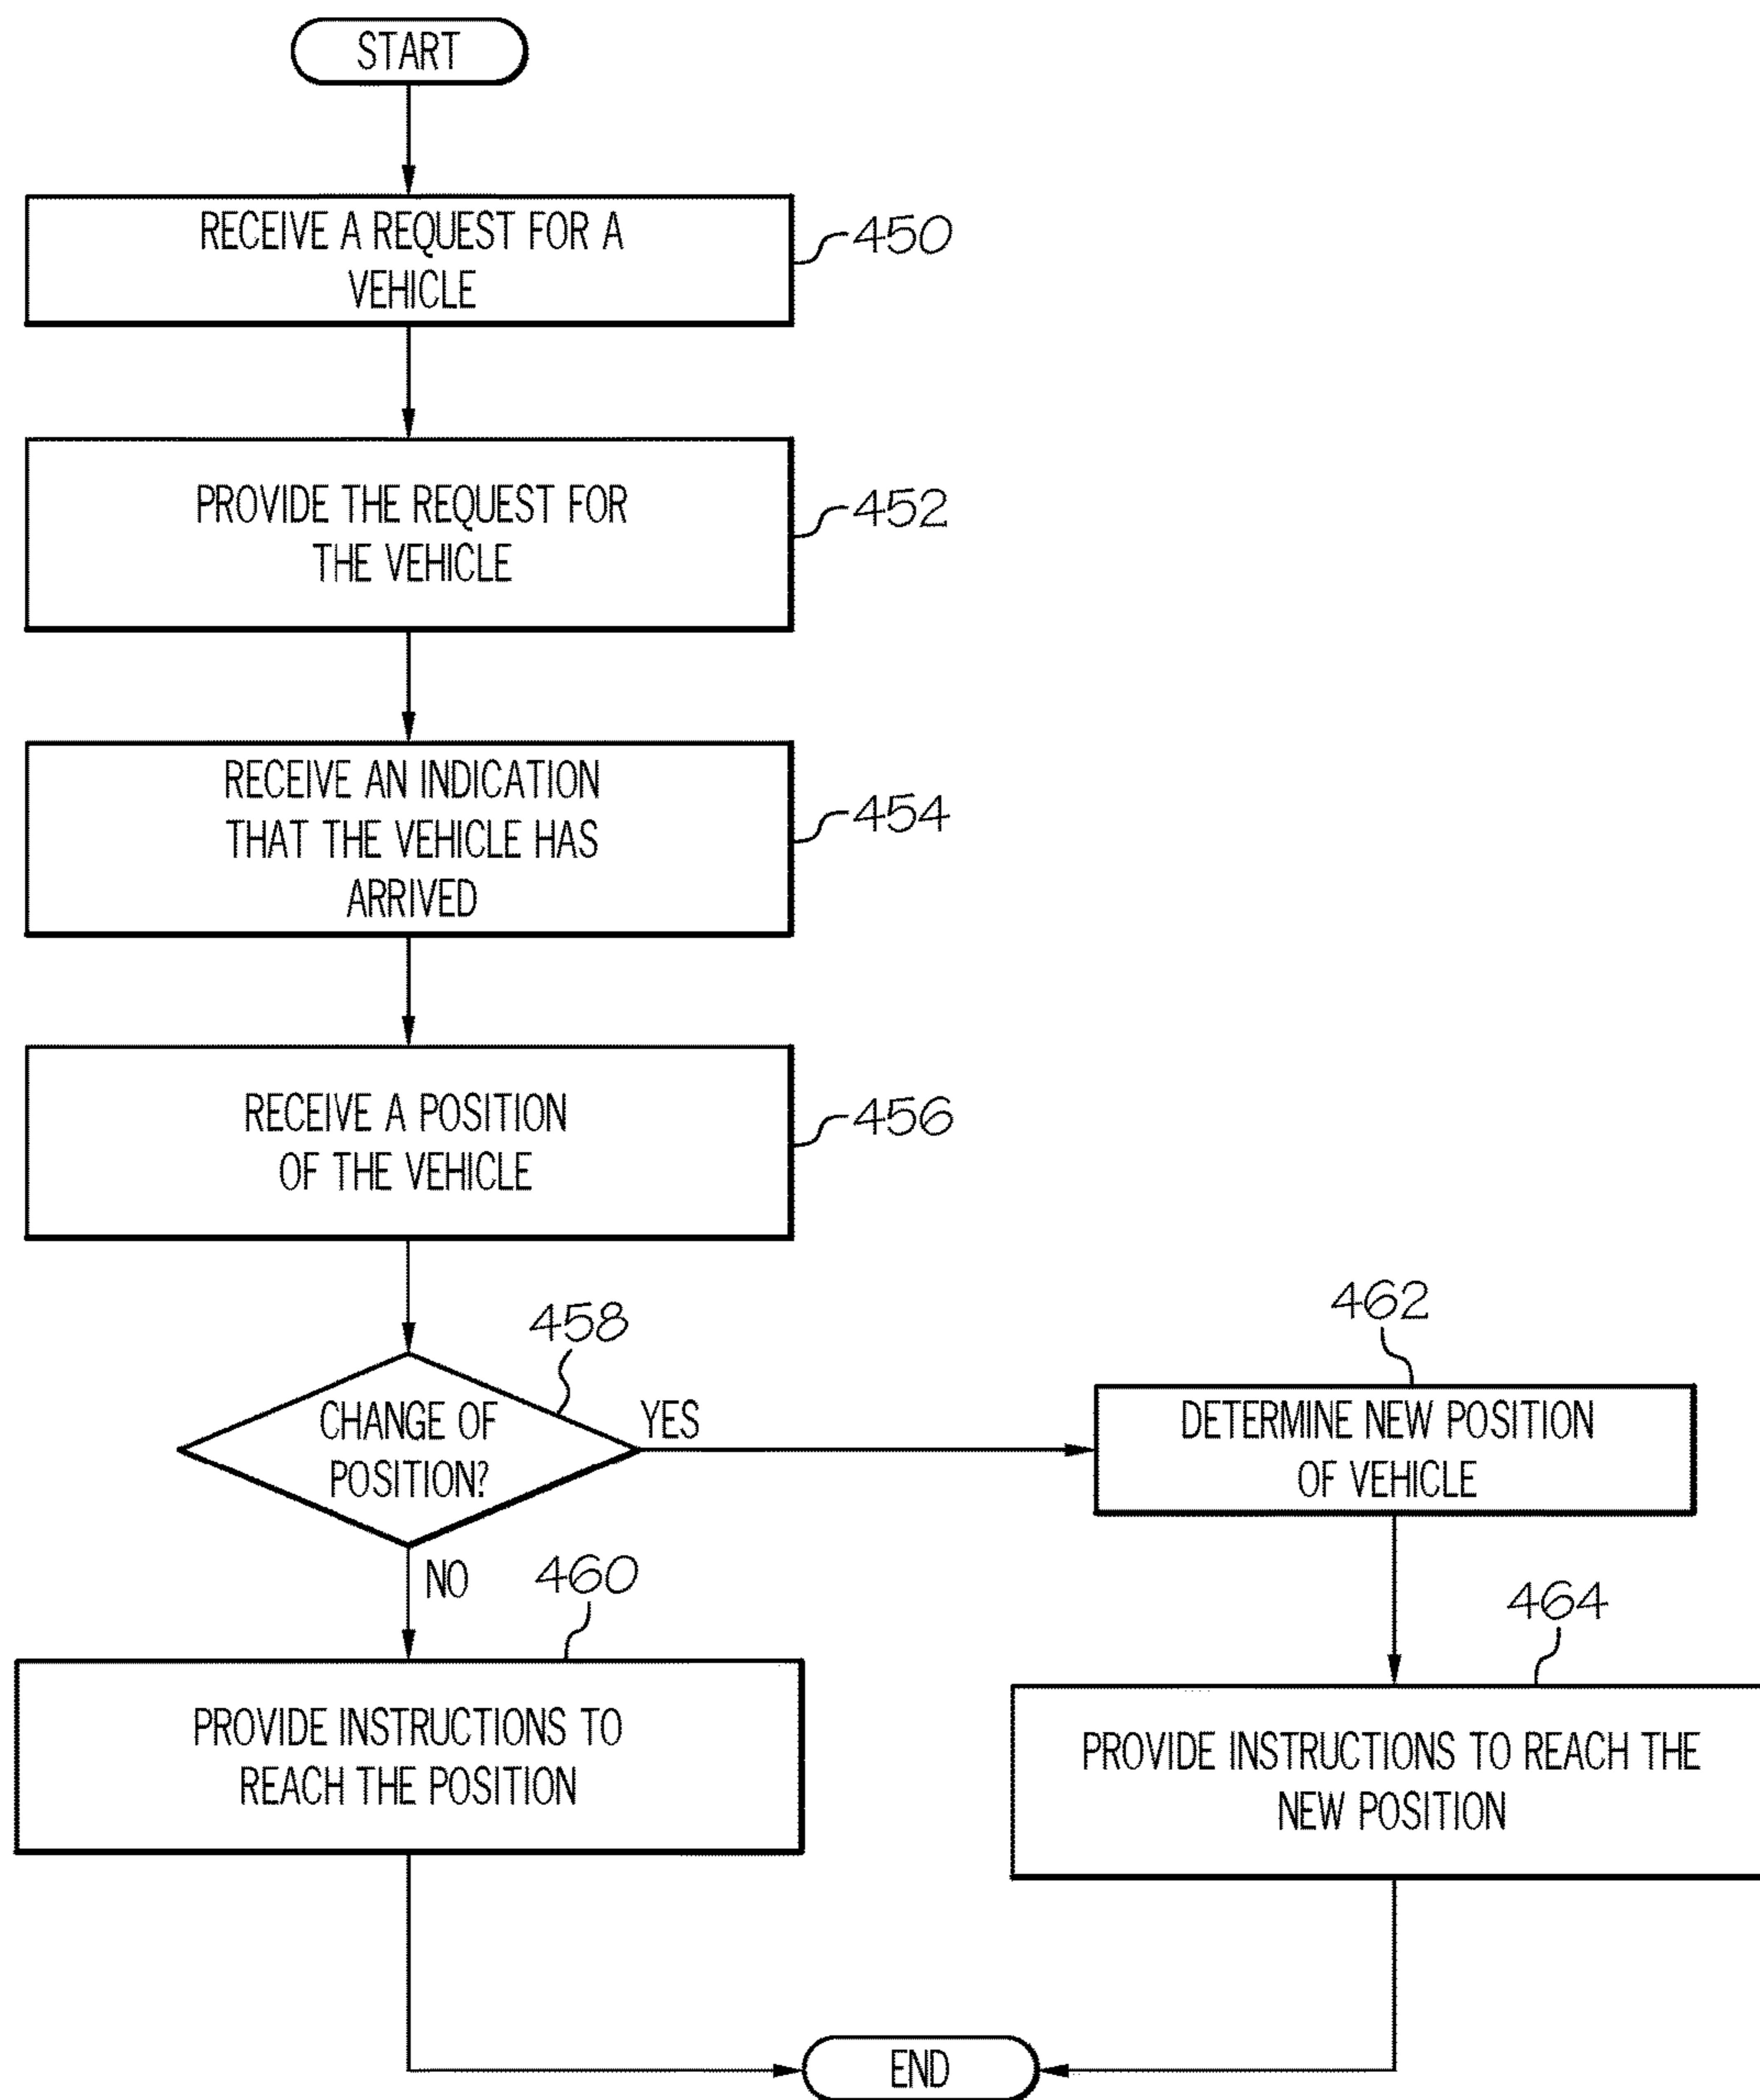 START
RECEIVE A REQUEST FOR A
VEHICLE
450
PROVIDE THE REQUEST FOR
THE VEHICLE
452
RECEIVE AN INDICATION
THAT THE VEHICLE HAS
ARRIVED
454
RECEIVE A POSITION
OF THE VEHICLE
456
458
CHANGE OF
POSITION?
YES
462
DETERMINE NEW POSITION
OF VEHICLE
NO
460
PROVIDE INSTRUCTIONS TO
REACH THE POSITION
464
PROVIDE INSTRUCTIONS TO REACH THE
NEW POSITION
END